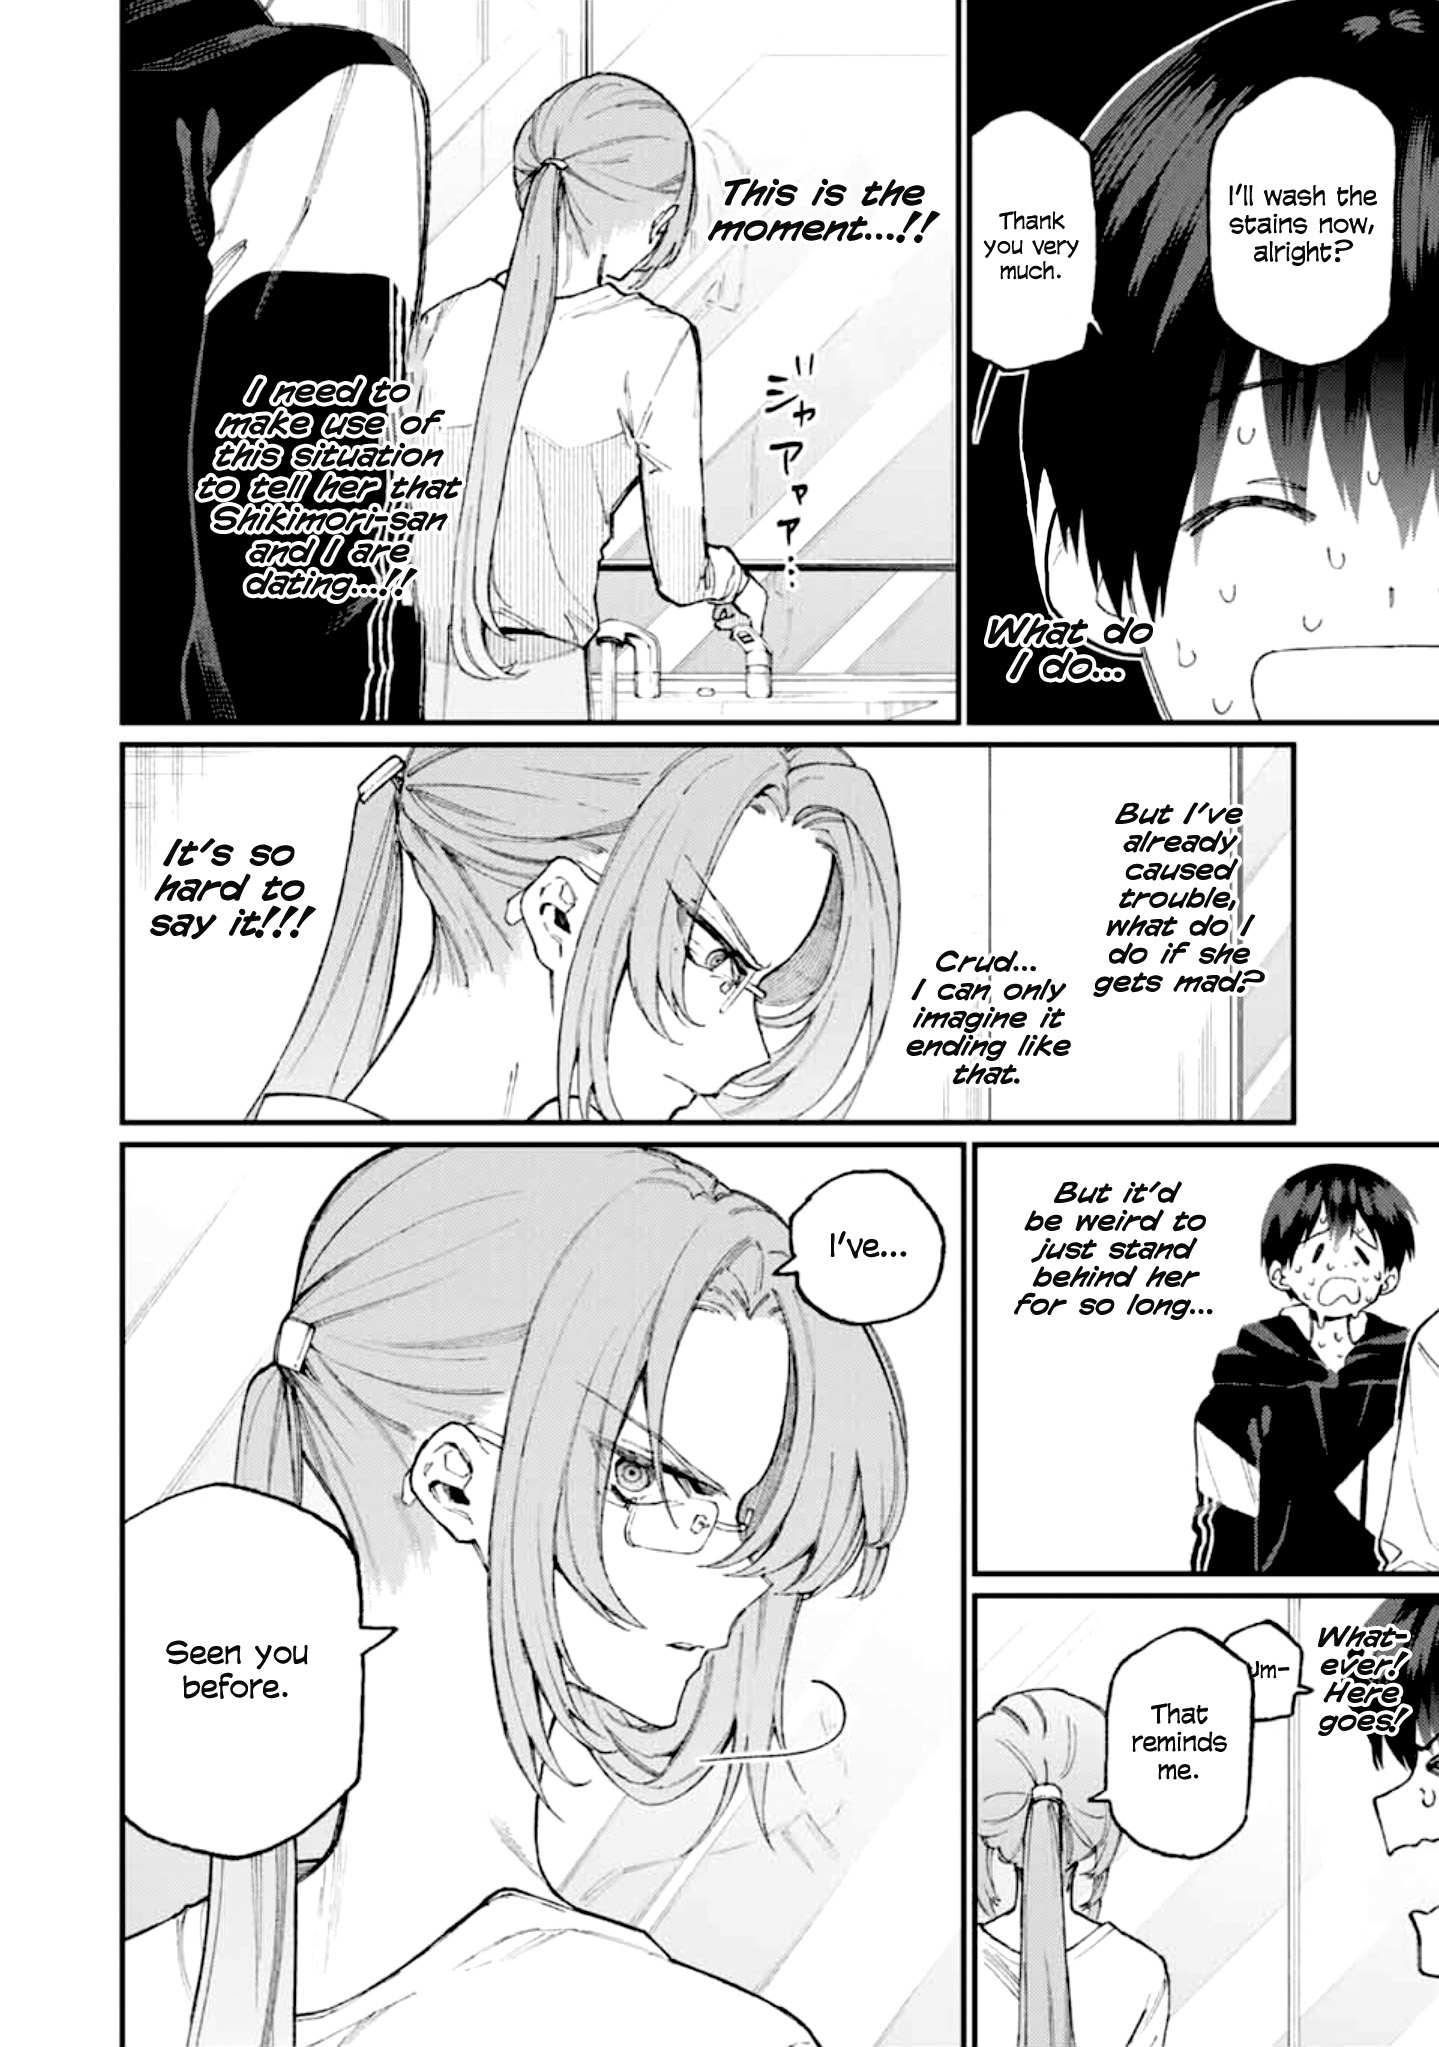 I'll wash the
stains now,
alright?
Thank
you very
much.
What do
I do...
This is the
moment...!!
ジャアアァァ…
I need to
make use of
this situation
to tell her that
Shikimori-san
and I are
dating...!!
But I've
already
caused
trouble,
what do I
do if she
gets mad?
Crud...
I can only
imagine it
ending like
that.
It's so
hard to
say it!!!
But it'd
be weird to
just stand
behind her
for so long...
What-
ever!
Here
goes!
Um-
That
reminds
me.
I've...
Seen you
before.